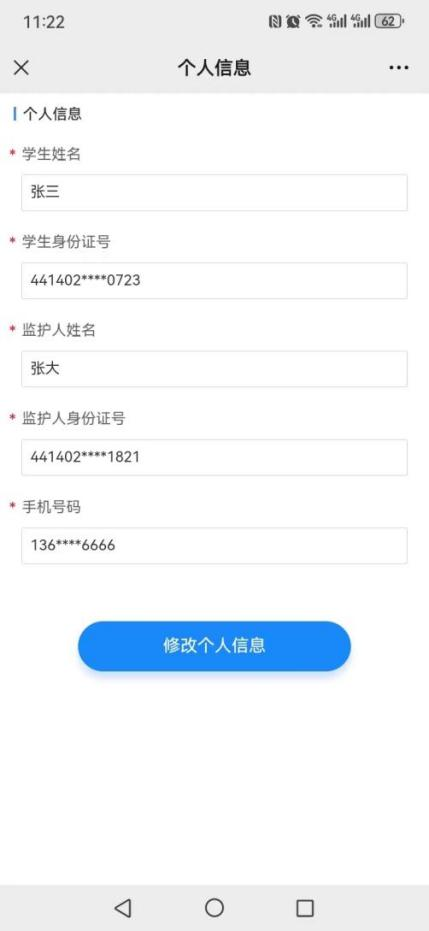 11:22
4G 4G 62
个人信息
个人信息
* 学生姓名
张三
* 学生身份证号
441402****0723
* 监护人姓名
张大
* 监护人身份证号
441402****1821
* 手机号码
136****6666
修改个人信息